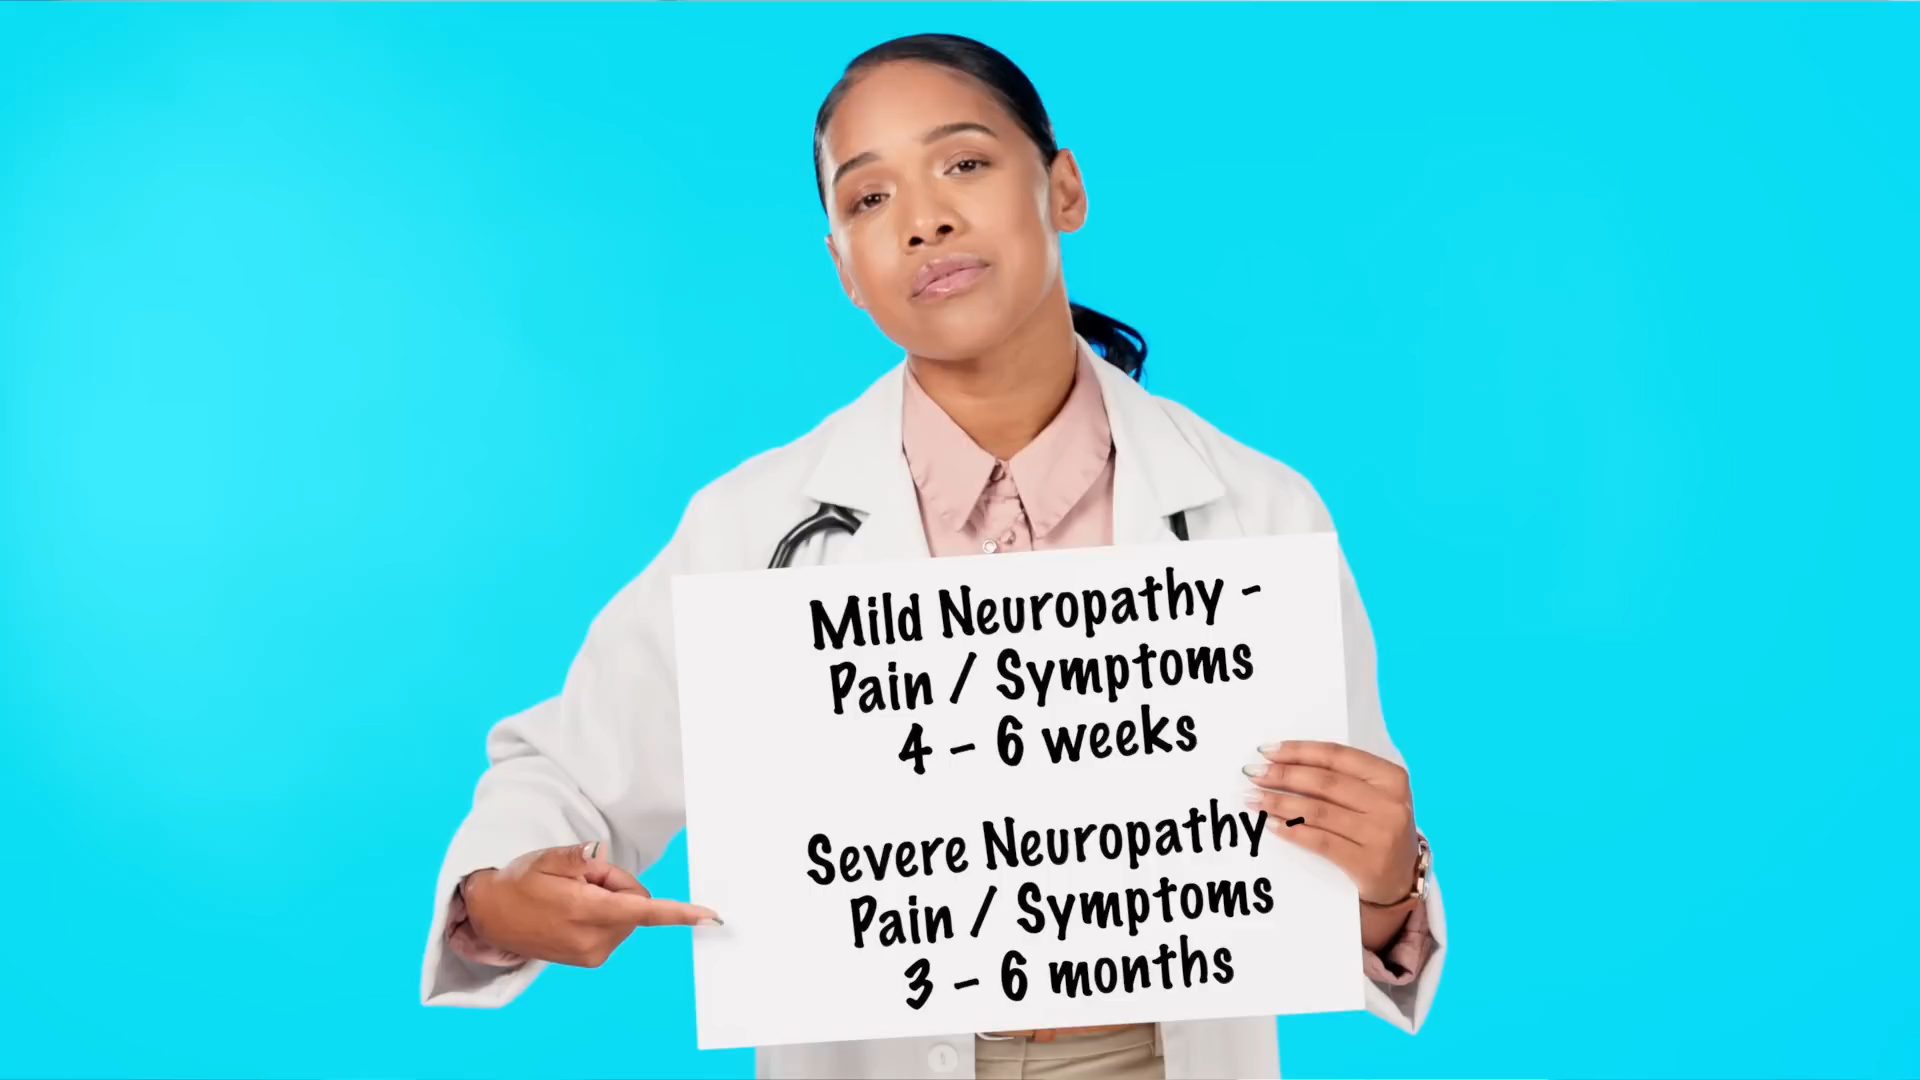 Mild Neuropathy -
Pain / Symptoms
4 – 6 weeks
Severe Neuropathy -
Pain / Symptoms
3 – 6 months